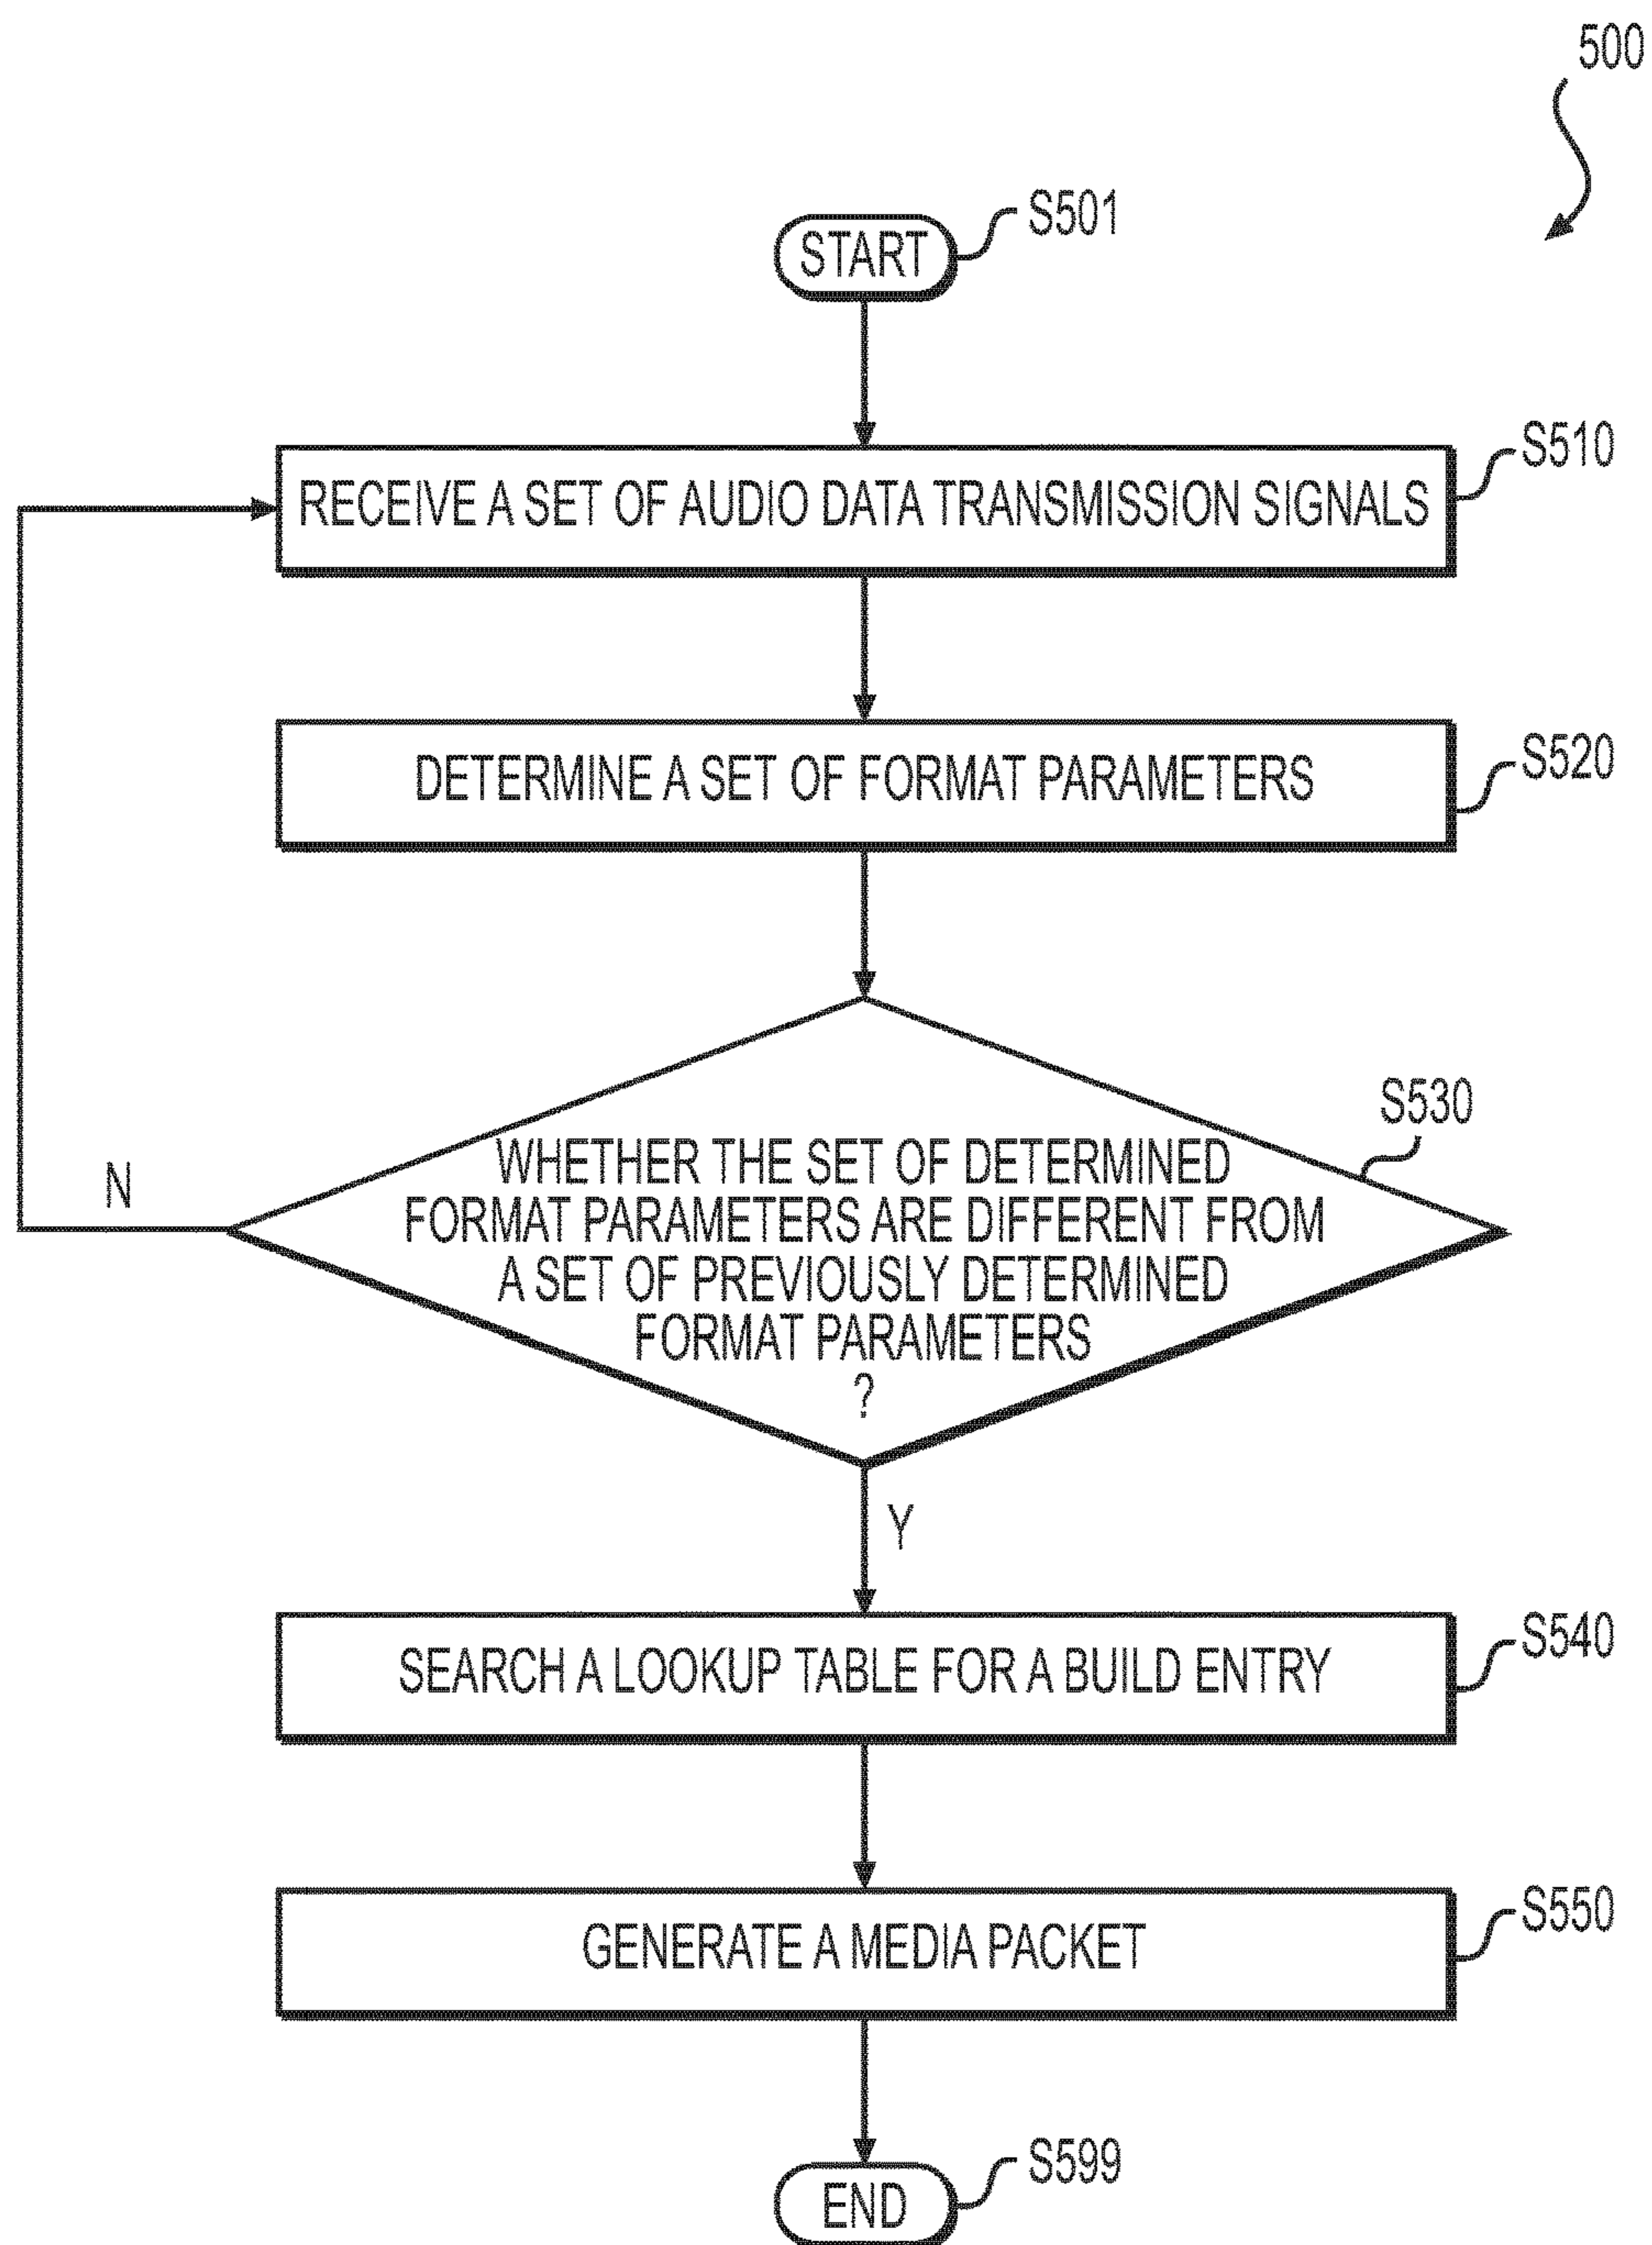 500
START
S501
RECEIVE A SET OF AUDIO DATA TRANSMISSION SIGNALS
S510
DETERMINE A SET OF FORMAT PARAMETERS
S520
S530
WHETHER THE SET OF DETERMINED
FORMAT PARAMETERS ARE DIFFERENT FROM
A SET OF PREVIOUSLY DETERMINED
FORMAT PARAMETERS
?
N
Y
SEARCH A LOOKUP TABLE FOR A BUILD ENTRY
S540
GENERATE A MEDIA PACKET
S550
END
S599